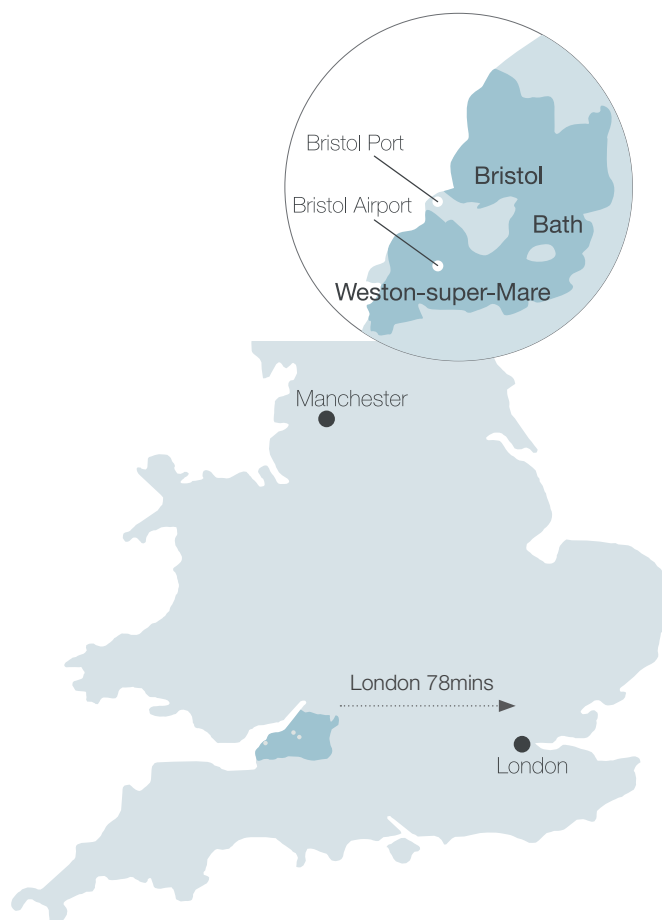 Bristol Port
Bristol
Bristol Airport
Bath
Weston-super-Mare
Manchester
London 78mins
London